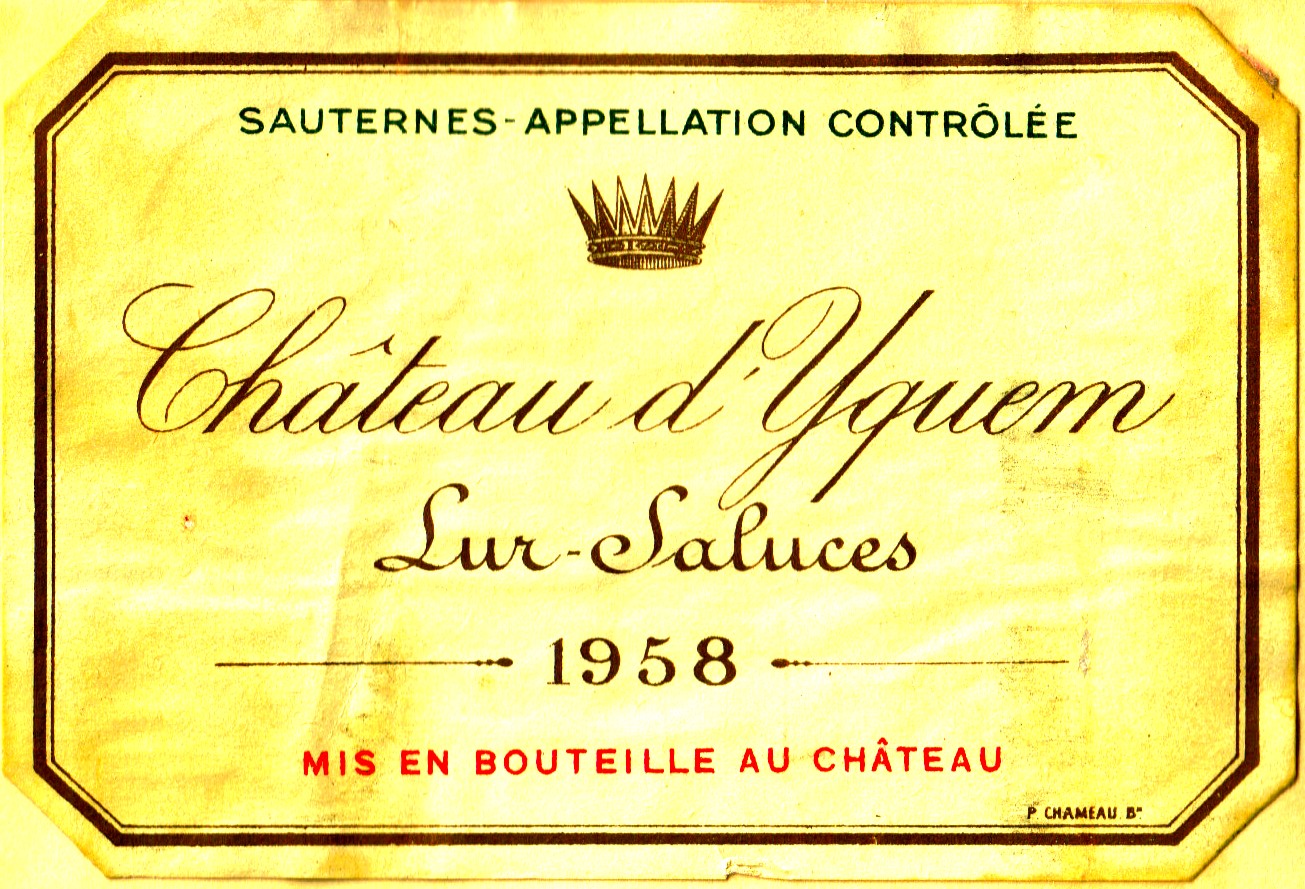 SAUTERNES-APPELLATION CONTRÔLÉE
Château d'Yquem
Lur-Saluces
1958
MIS EN BOUTEILLE AU CHÂTEAU
P. CHAMEAU. Bˣ